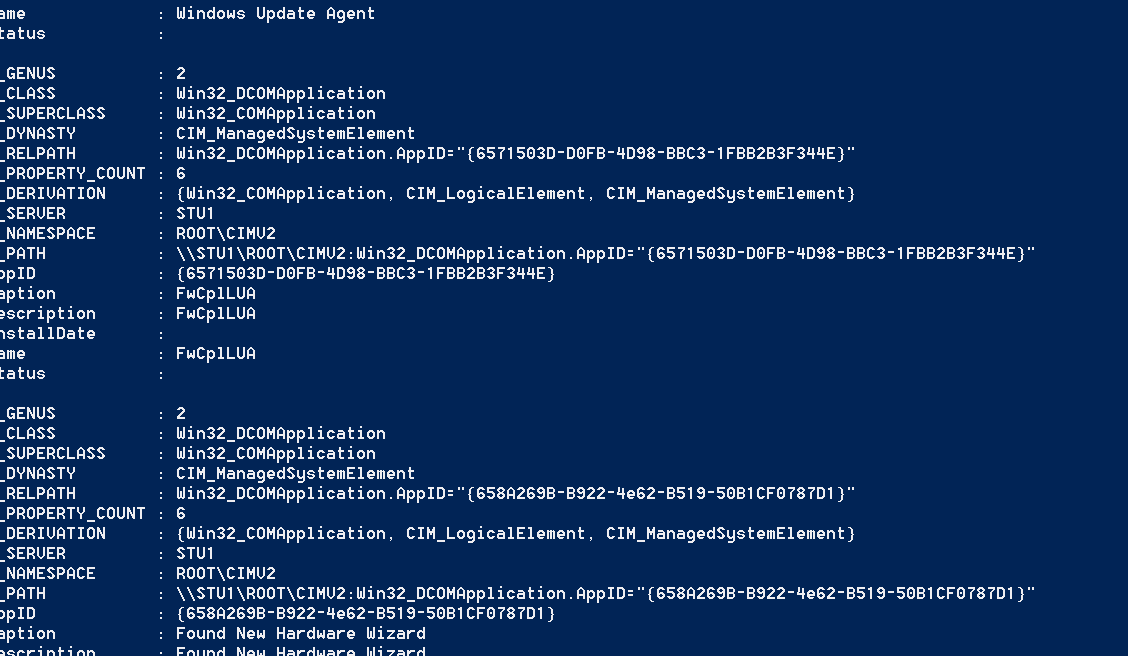 ame : Windows Update Agent
tatus :
_GENUS : 2
_CLASS : Win32_DCOMApplication
_SUPERCLASS : Win32_COMApplication
_DYNASTY : CIM_ManagedSystemElement
_RELPATH : Win32_DCOMApplication.AppID="{6571503D-D0FB-4D98-BBC3-1FBB2B3F344E}"
_PROPERTY_COUNT : 6
_DERIVATION : {Win32_COMApplication, CIM_LogicalElement, CIM_ManagedSystemElement}
_SERVER : STU1
_NAMESPACE : ROOT\CIMV2
_PATH : \\STU1\ROOT\CIMV2:Win32_DCOMApplication.AppID="{6571503D-D0FB-4D98-BBC3-1FBB2B3F344E}"
ppID : {6571503D-D0FB-4D98-BBC3-1FBB2B3F344E}
aption : FwCplLUA
escription : FwCplLUA
nstallDate :
ame : FwCplLUA
tatus :
_GENUS : 2
_CLASS : Win32_DCOMApplication
_SUPERCLASS : Win32_COMApplication
_DYNASTY : CIM_ManagedSystemElement
_RELPATH : Win32_DCOMApplication.AppID="{658A269B-B922-4e62-B519-50B1CF0787D1}"
_PROPERTY_COUNT : 6
_DERIVATION : {Win32_COMApplication, CIM_LogicalElement, CIM_ManagedSystemElement}
_SERVER : STU1
_NAMESPACE : ROOT\CIMV2
_PATH : \\STU1\ROOT\CIMV2:Win32_DCOMApplication.AppID="{658A269B-B922-4e62-B519-50B1CF0787D1}"
ppID : {658A269B-B922-4e62-B519-50B1CF0787D1}
aption : Found New Hardware Wizard
escription : Found New Hardware Wizard